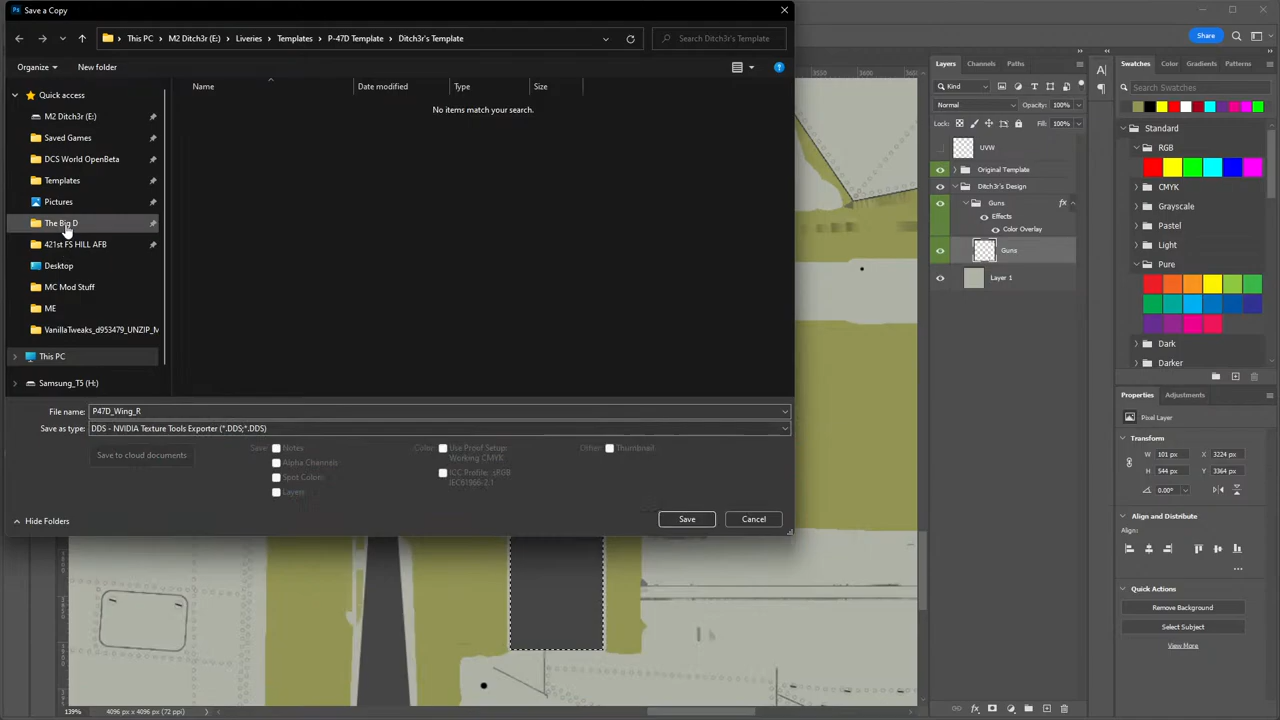 Save a Copy
This PC
M2 Ditch3r (E:)
Liveries
Templates
P-47D Template
Ditch3r's Template
Search Ditch3r's Template
Organize
New folder
Name
Date modified
Type
Size
No items match your search.
Quick access
M2 Ditch3r (E:)
Saved Games
DCS World OpenBeta
Templates
Pictures
The Big D
421st FS HILL AFB
Desktop
MC Mod Stuff
ME
VanillaTweaks_d953479_UNZIP_M
This PC
Samsung_T5 (H:)
File name:
P47D_Wing_R
Save as type:
DDS - NVIDIA Texture Tools Exporter (*.DDS;*.DDS)
Save to cloud documents
Save:
Notes
Alpha Channels
Spot Colors
Layers
Color:
Use Proof Setup:
Working CMYK
ICC Profile: sRGB
IEC61966-2.1
Other:
Thumbnail
Hide Folders
Save
Cancel
3550
3600
3650
139%
4096 px x 4096 px (72 ppi)
Share
Layers
Channels
Paths
Kind
Normal
Opacity:
100%
Lock:
Fill:
100%
UVW
Original Template
Ditch3r's Design
Guns
fx
Effects
Color Overlay
Guns
Layer 1
Swatches
Color
Gradients
Patterns
Search Swatches
Standard
RGB
CMYK
Grayscale
Pastel
Light
Pure
Dark
Darker
Properties
Adjustments
Pixel Layer
Transform
W
101 px
X
3224 px
H
544 px
Y
3364 px
0.00°
Align and Distribute
Align:
Quick Actions
Remove Background
Select Subject
View More